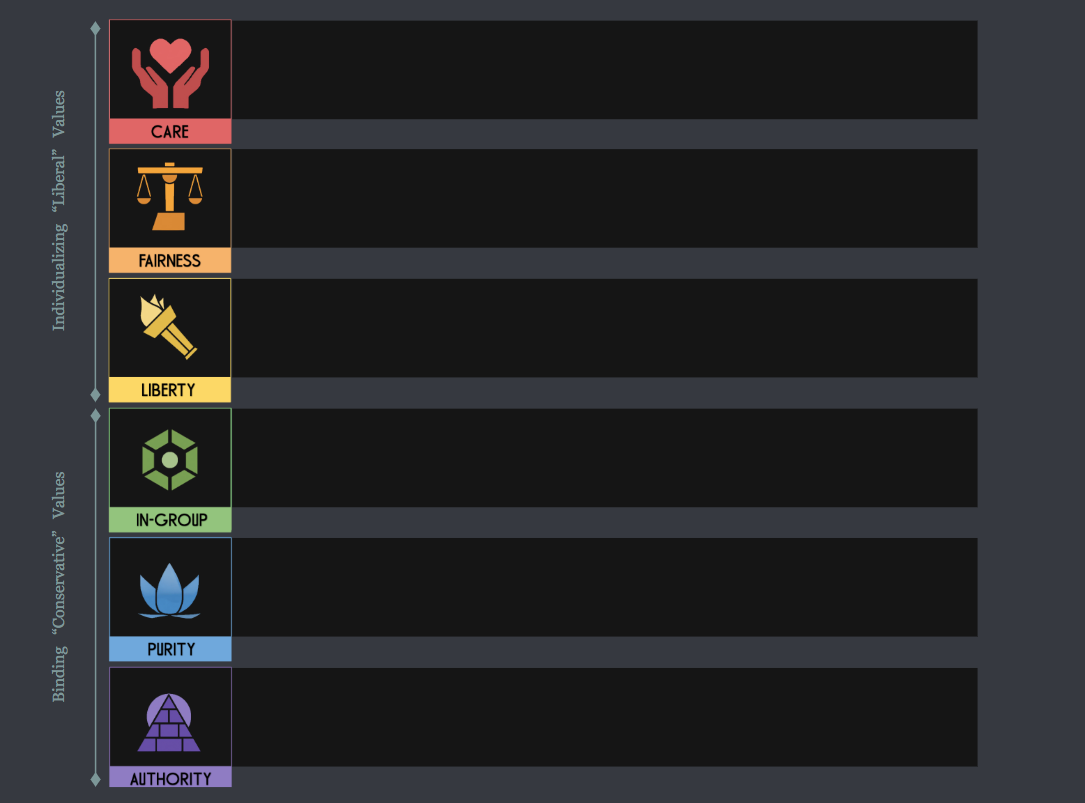 Individualizing “Liberal” Values
CARE
FAIRNESS
LIBERTY
Binding “Conservative” Values
IN-GROUP
PURITY
AUTHORITY